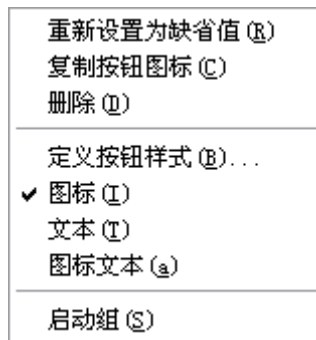 重新设置为缺省值(R)
复制按钮图标(C)
删除(D)
定义按钮样式(B)...
图标(I)
文本(T)
图标文本(a)
启动组(S)